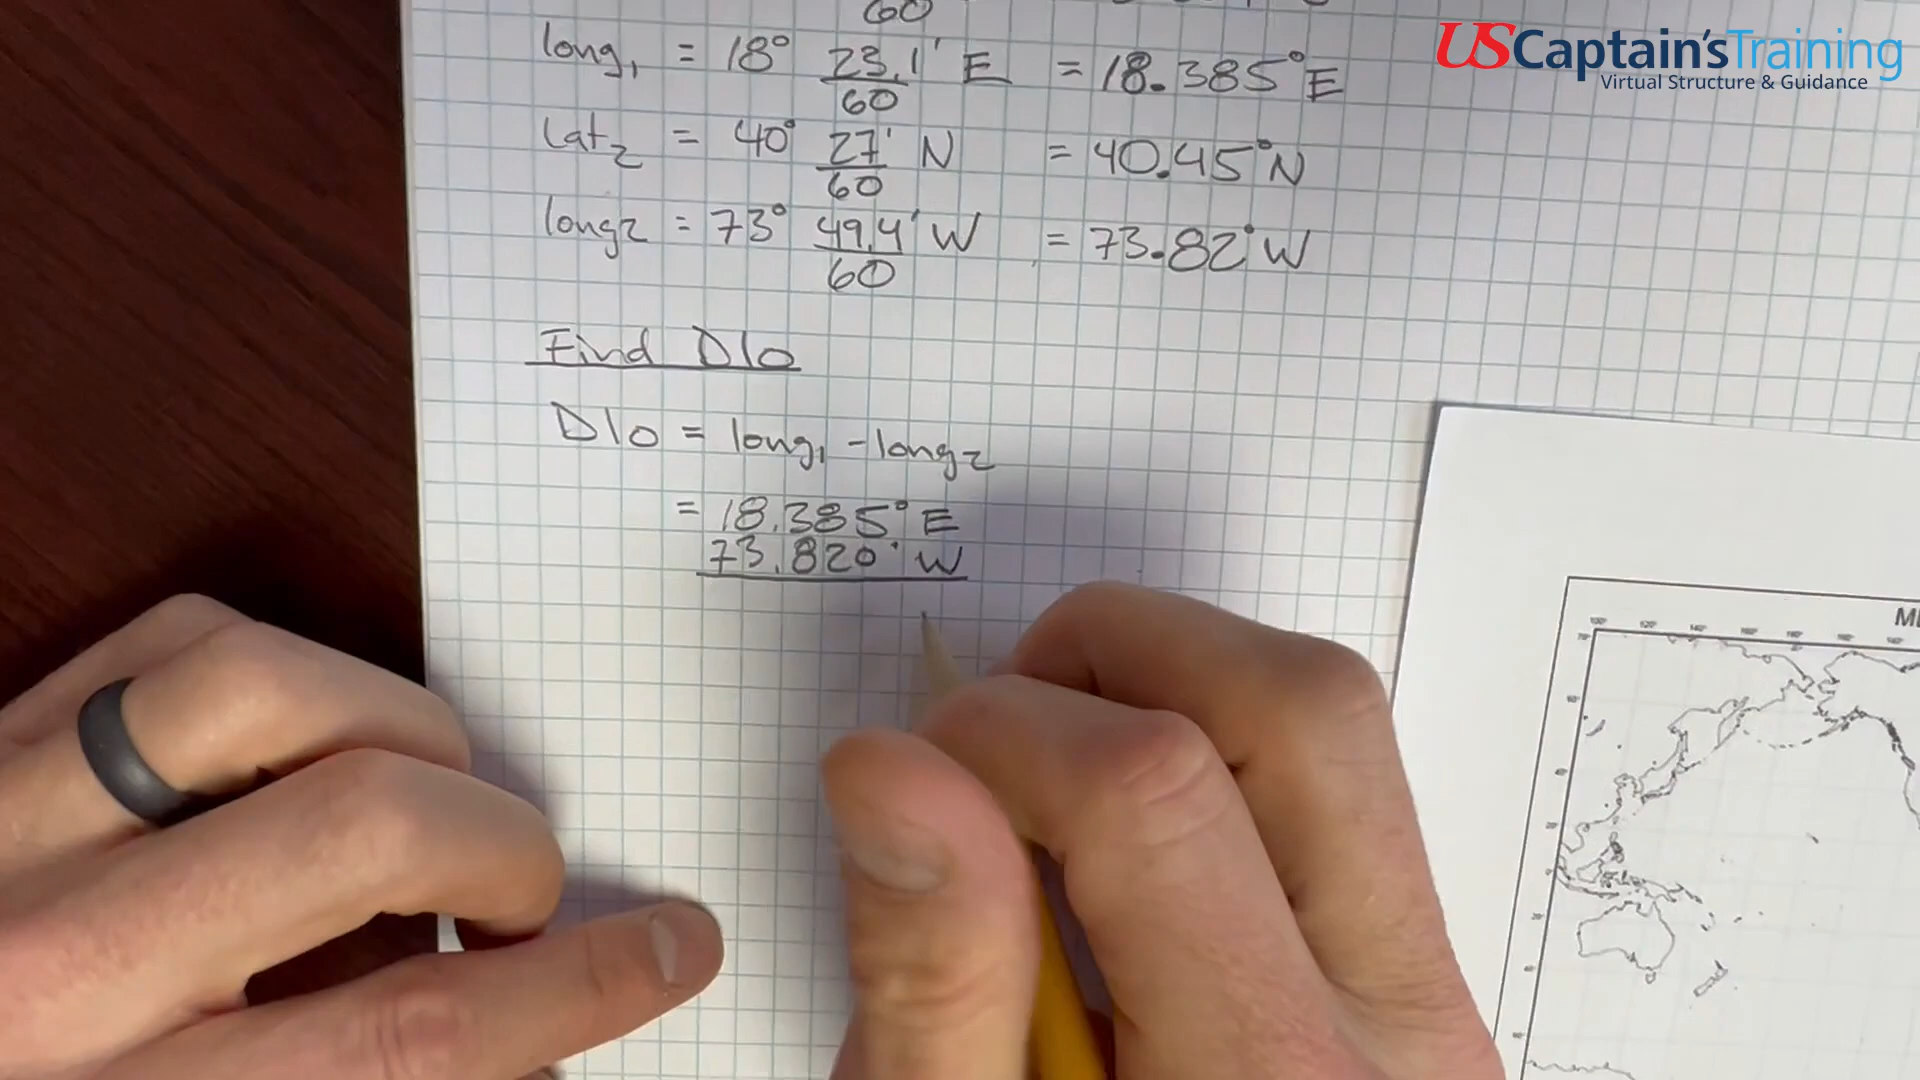 60
USCaptain'sTraining
Virtual Structure & Guidance
long₁ = 18° 23.1' E = 18.385°E
60
Lat₂ = 40° 27' N = 40.45°N
60
long₂ = 73° 49.4' W = 73.82°W
60
Find Dlo
Dlo = long₁ - long₂
= 18.385° E
73.820° W